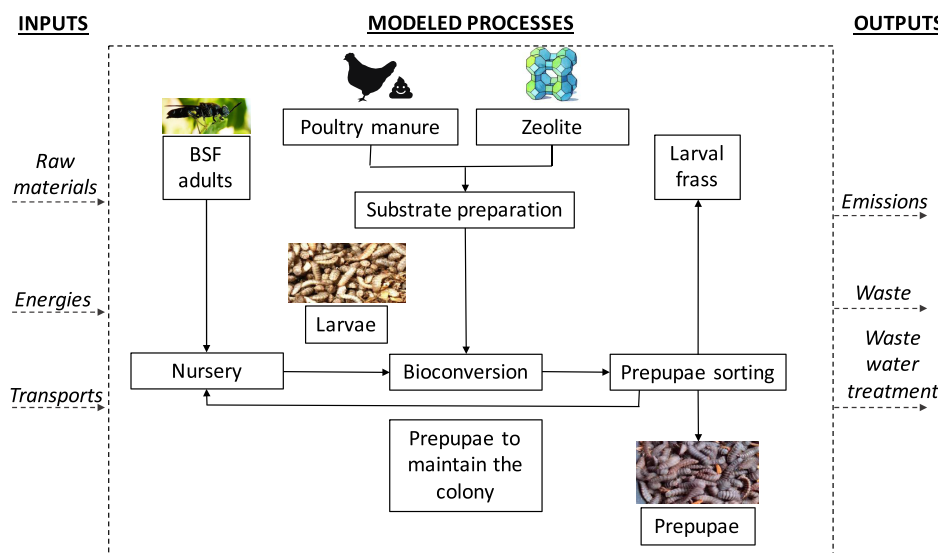 INPUTS
MODELED PROCESSES
OUTPUTS
Poultry manure
Zeolite
BSF
adults
Larval
frass
Raw
materials
Substrate preparation
Emissions
Energies
Larvae
Waste
Nursery
Bioconversion
Prepupae sorting
Waste
water
treatment
Transports
Prepupae to
maintain the
colony
Prepupae